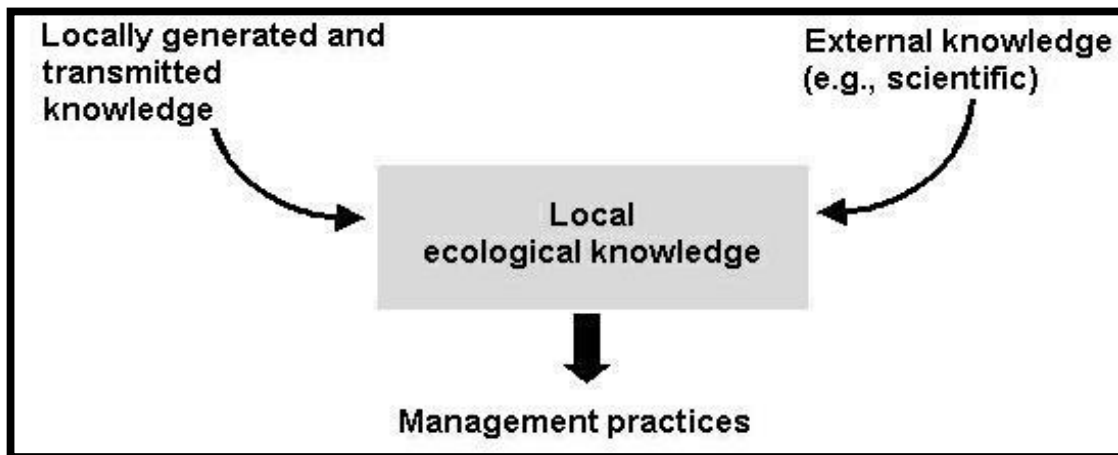 Locally generated and
transmitted
knowledge
External knowledge
(e.g., scientific)
Local
ecological knowledge
Management practices